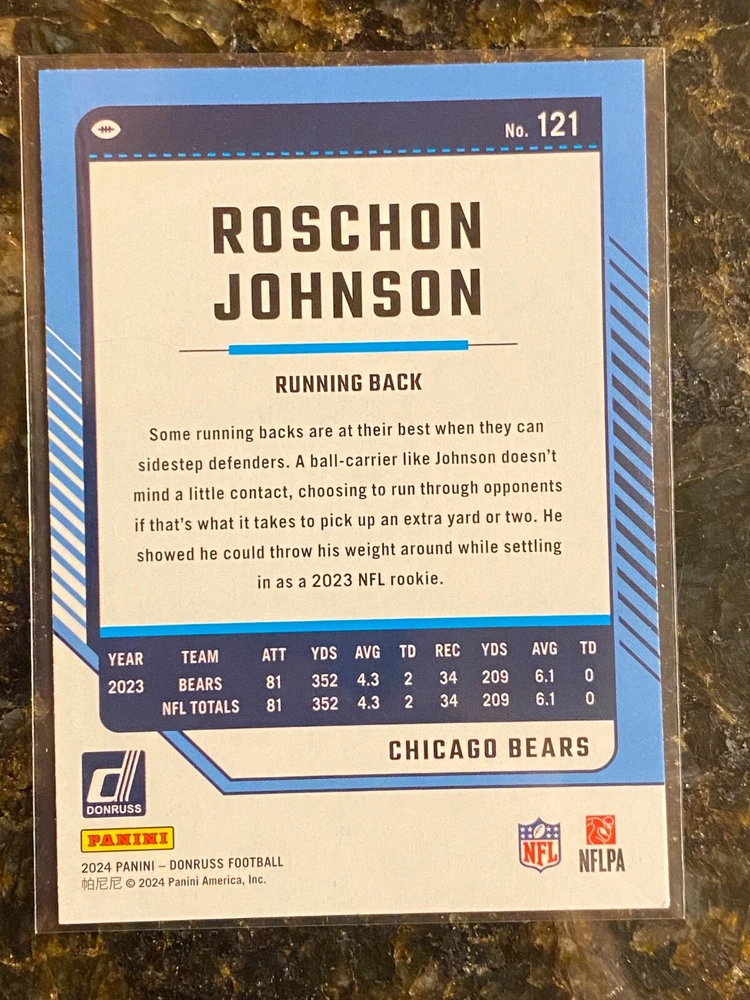 No. 121
ROSCHON
JOHNSON
RUNNING BACK
Some running backs are at their best when they can
sidestep defenders. A ball-carrier like Johnson doesn't
mind a little contact, choosing to run through opponents
if that's what it takes to pick up an extra yard or two. He
showed he could throw his weight around while settling
in as a 2023 NFL rookie.
YEAR TEAM ATT YDS AVG TD REC YDS AVG TD
2023 BEARS 81 352 4.3 2 34 209 6.1 0
NFL TOTALS 81 352 4.3 2 34 209 6.1 0
CHICAGO BEARS
d
DONRUSS
PANINI
2024 PANINI – DONRUSS FOOTBALL
帕尼尼 © 2024 Panini America, Inc.
NFL
NFLPA